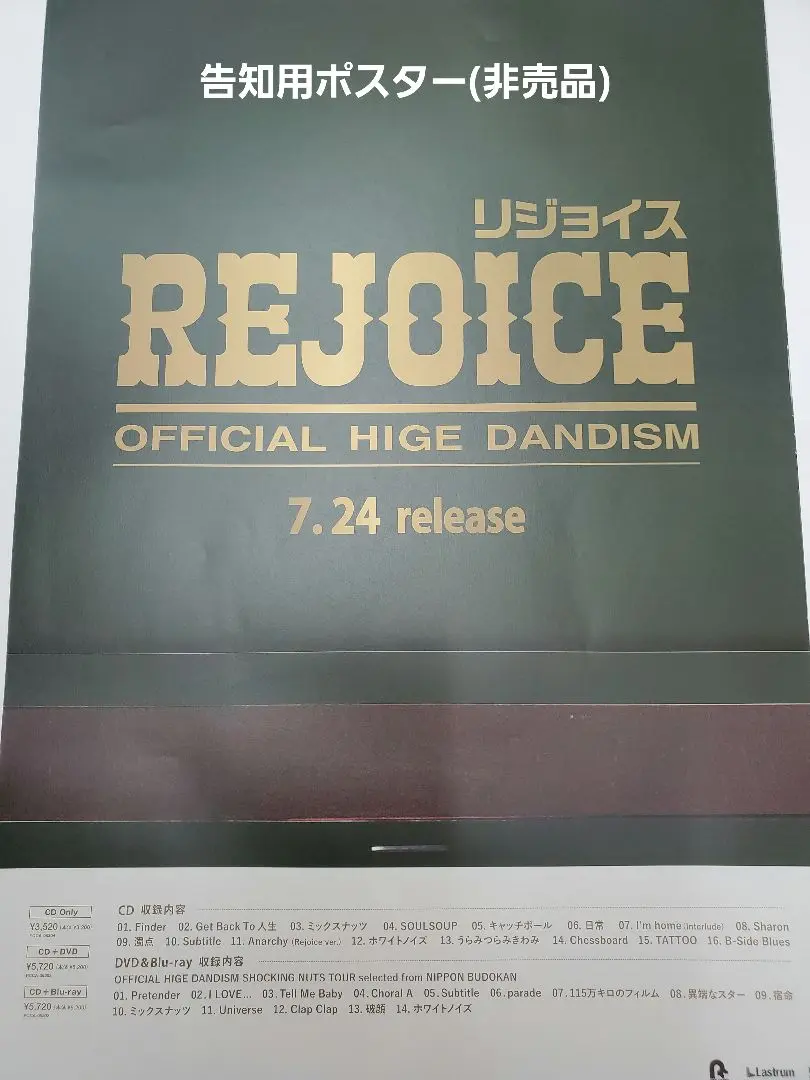 告知用ポスター(非売品)
リジョイス
REJOICE
OFFICIAL HIGE DANDISM
7.24 release
CD Only
¥3,520
CD+DVD
¥5,720
CD+Blu-ray
¥5,720
CD 収録内容
01. Finder 02. Get Back To 人生 03. ミックスナッツ 04. SOULSOUP 05. キャッチボール 06. 日常 07. I'm home (interlude) 08. Sharon
09. 濁点 10. Subtitle 11. Anarchy (Rejoice ver.) 12. ホワイトノイズ 13. うらみつらみきわみ 14. Chessboard 15. TATTOO 16. B-Side Blues
DVD&Blu-ray 収録内容
OFFICIAL HIGE DANDISM SHOCKING NUTS TOUR selected from NIPPON BUDOKAN
01. Pretender 02. I LOVE... 03. Tell Me Baby 04. Choral A 05. Subtitle 06. parade 07. 115万キロのフィルム 08. 異端なスター 09. 宿命
10. ミックスナッツ 11. Universe 12. Clap Clap 13. 破顔 14. ホワイトノイズ
Lastrum